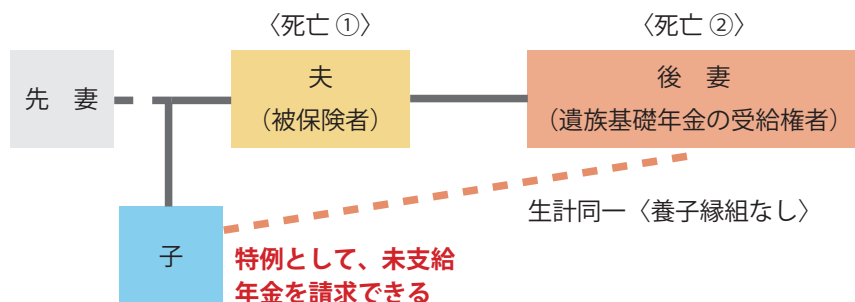 〈死亡 ①〉
〈死亡 ②〉
先　妻
夫
（被保険者）
後　妻
（遺族基礎年金の受給権者）
生計同一〈養子縁組なし〉
子
特例として、未支給
年金を請求できる